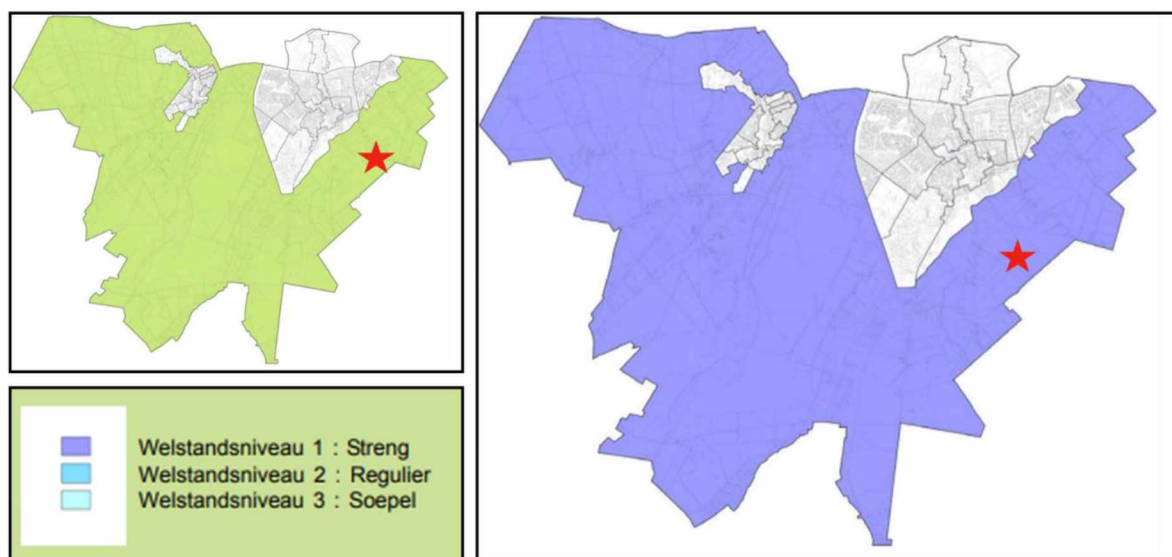 Welstandsniveau 1 : Streng
Welstandsniveau 2 : Regulier
Welstandsniveau 3 : Soepel